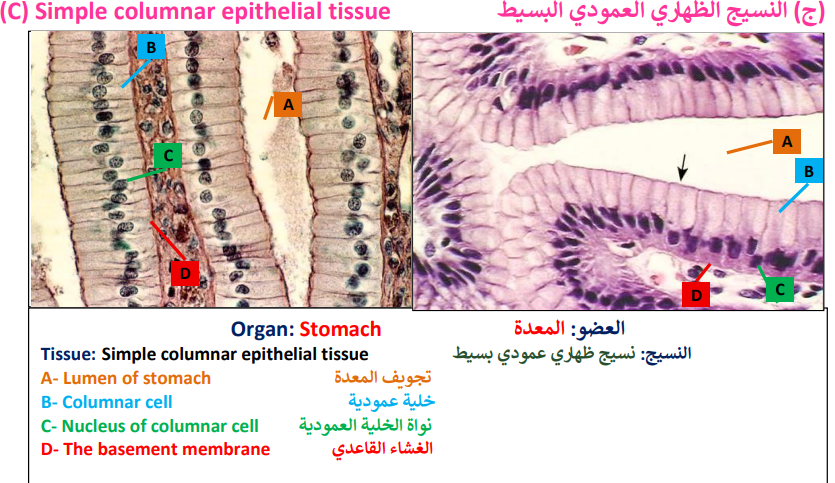 (C) Simple columnar epithelial tissue (ج) النسيج الظهاري العمودي البسيط
B
A
C
D
A
B
D
C
Organ: Stomach العضو: المعدة
Tissue: Simple columnar epithelial tissue النسيج: نسيج ظهاري عمودي بسيط
A- Lumen of stomach تجويف المعدة
B- Columnar cell خلية عمودية
C- Nucleus of columnar cell نواة الخلية العمودية
D- The basement membrane الغشاء القاعدي